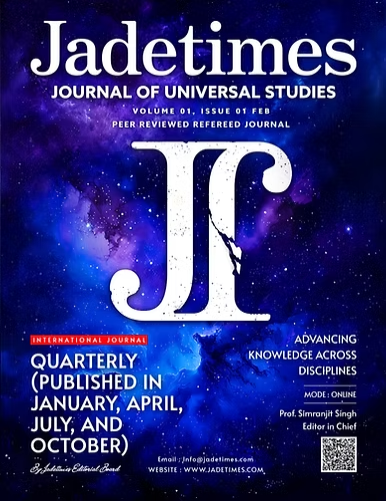 Jadetimes
JOURNAL OF UNIVERSAL STUDIES
VOLUME 01, ISSUE 01 FEB
PEER REVIEWED REFEREED JOURNAL
JT
INTERNATIONAL JOURNAL
QUARTERLY
(PUBLISHED IN
JANUARY, APRIL,
JULY, AND
OCTOBER)
By Jadetimes Editorial Board
ADVANCING
KNOWLEDGE ACROSS
DISCIPLINES
MODE : ONLINE
Prof. Simranjit Singh
Editor in Chief
Email : Info@jadetimes.com
WEBSITE : WWW.JADETIMES.COM